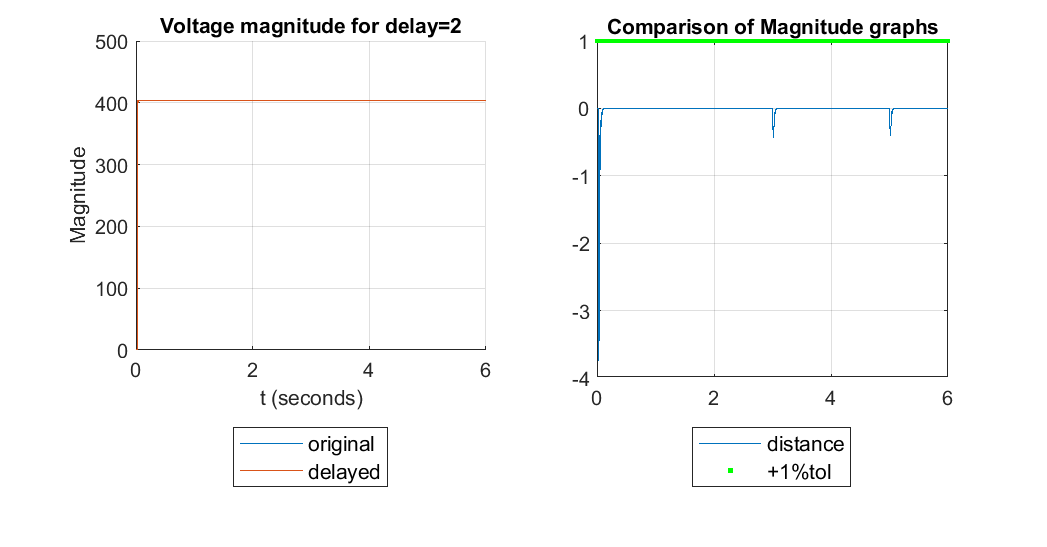 Voltage magnitude for delay=2
500
400
300
200
100
0
Magnitude
0 2 4 6
t (seconds)
original
delayed
Comparison of Magnitude graphs
1
0
-1
-2
-3
-4
0 2 4 6
distance
+1%tol